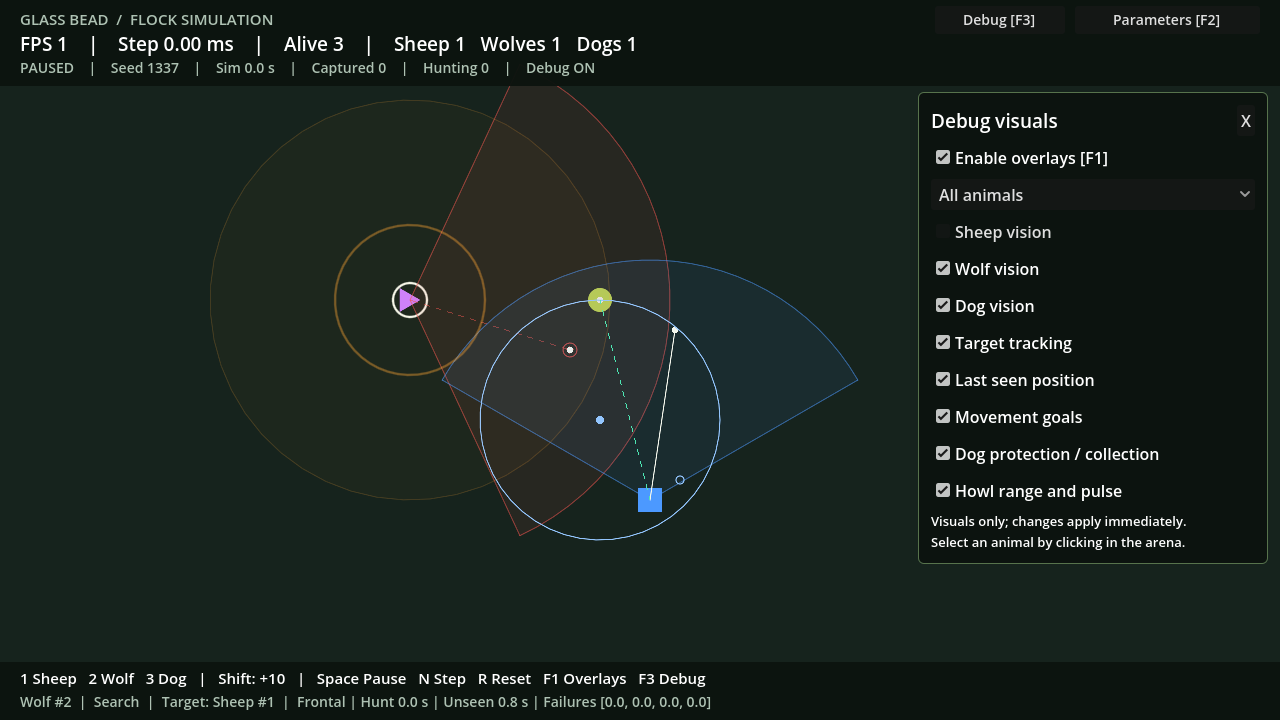 GLASS BEAD / FLOCK SIMULATION
FPS 1 | Step 0.00 ms | Alive 3 | Sheep 1 Wolves 1 Dogs 1
PAUSED | Seed 1337 | Sim 0.0 s | Captured 0 | Hunting 0 | Debug ON
Debug [F3] Parameters [F2]
Debug visuals X
Enable overlays [F1]
All animals
Sheep vision
Wolf vision
Dog vision
Target tracking
Last seen position
Movement goals
Dog protection / collection
Howl range and pulse
Visuals only; changes apply immediately.
Select an animal by clicking in the arena.
1 Sheep 2 Wolf 3 Dog | Shift: +10 | Space Pause N Step R Reset F1 Overlays F3 Debug
Wolf #2 | Search | Target: Sheep #1 | Frontal | Hunt 0.0 s | Unseen 0.8 s | Failures [0.0, 0.0, 0.0, 0.0]